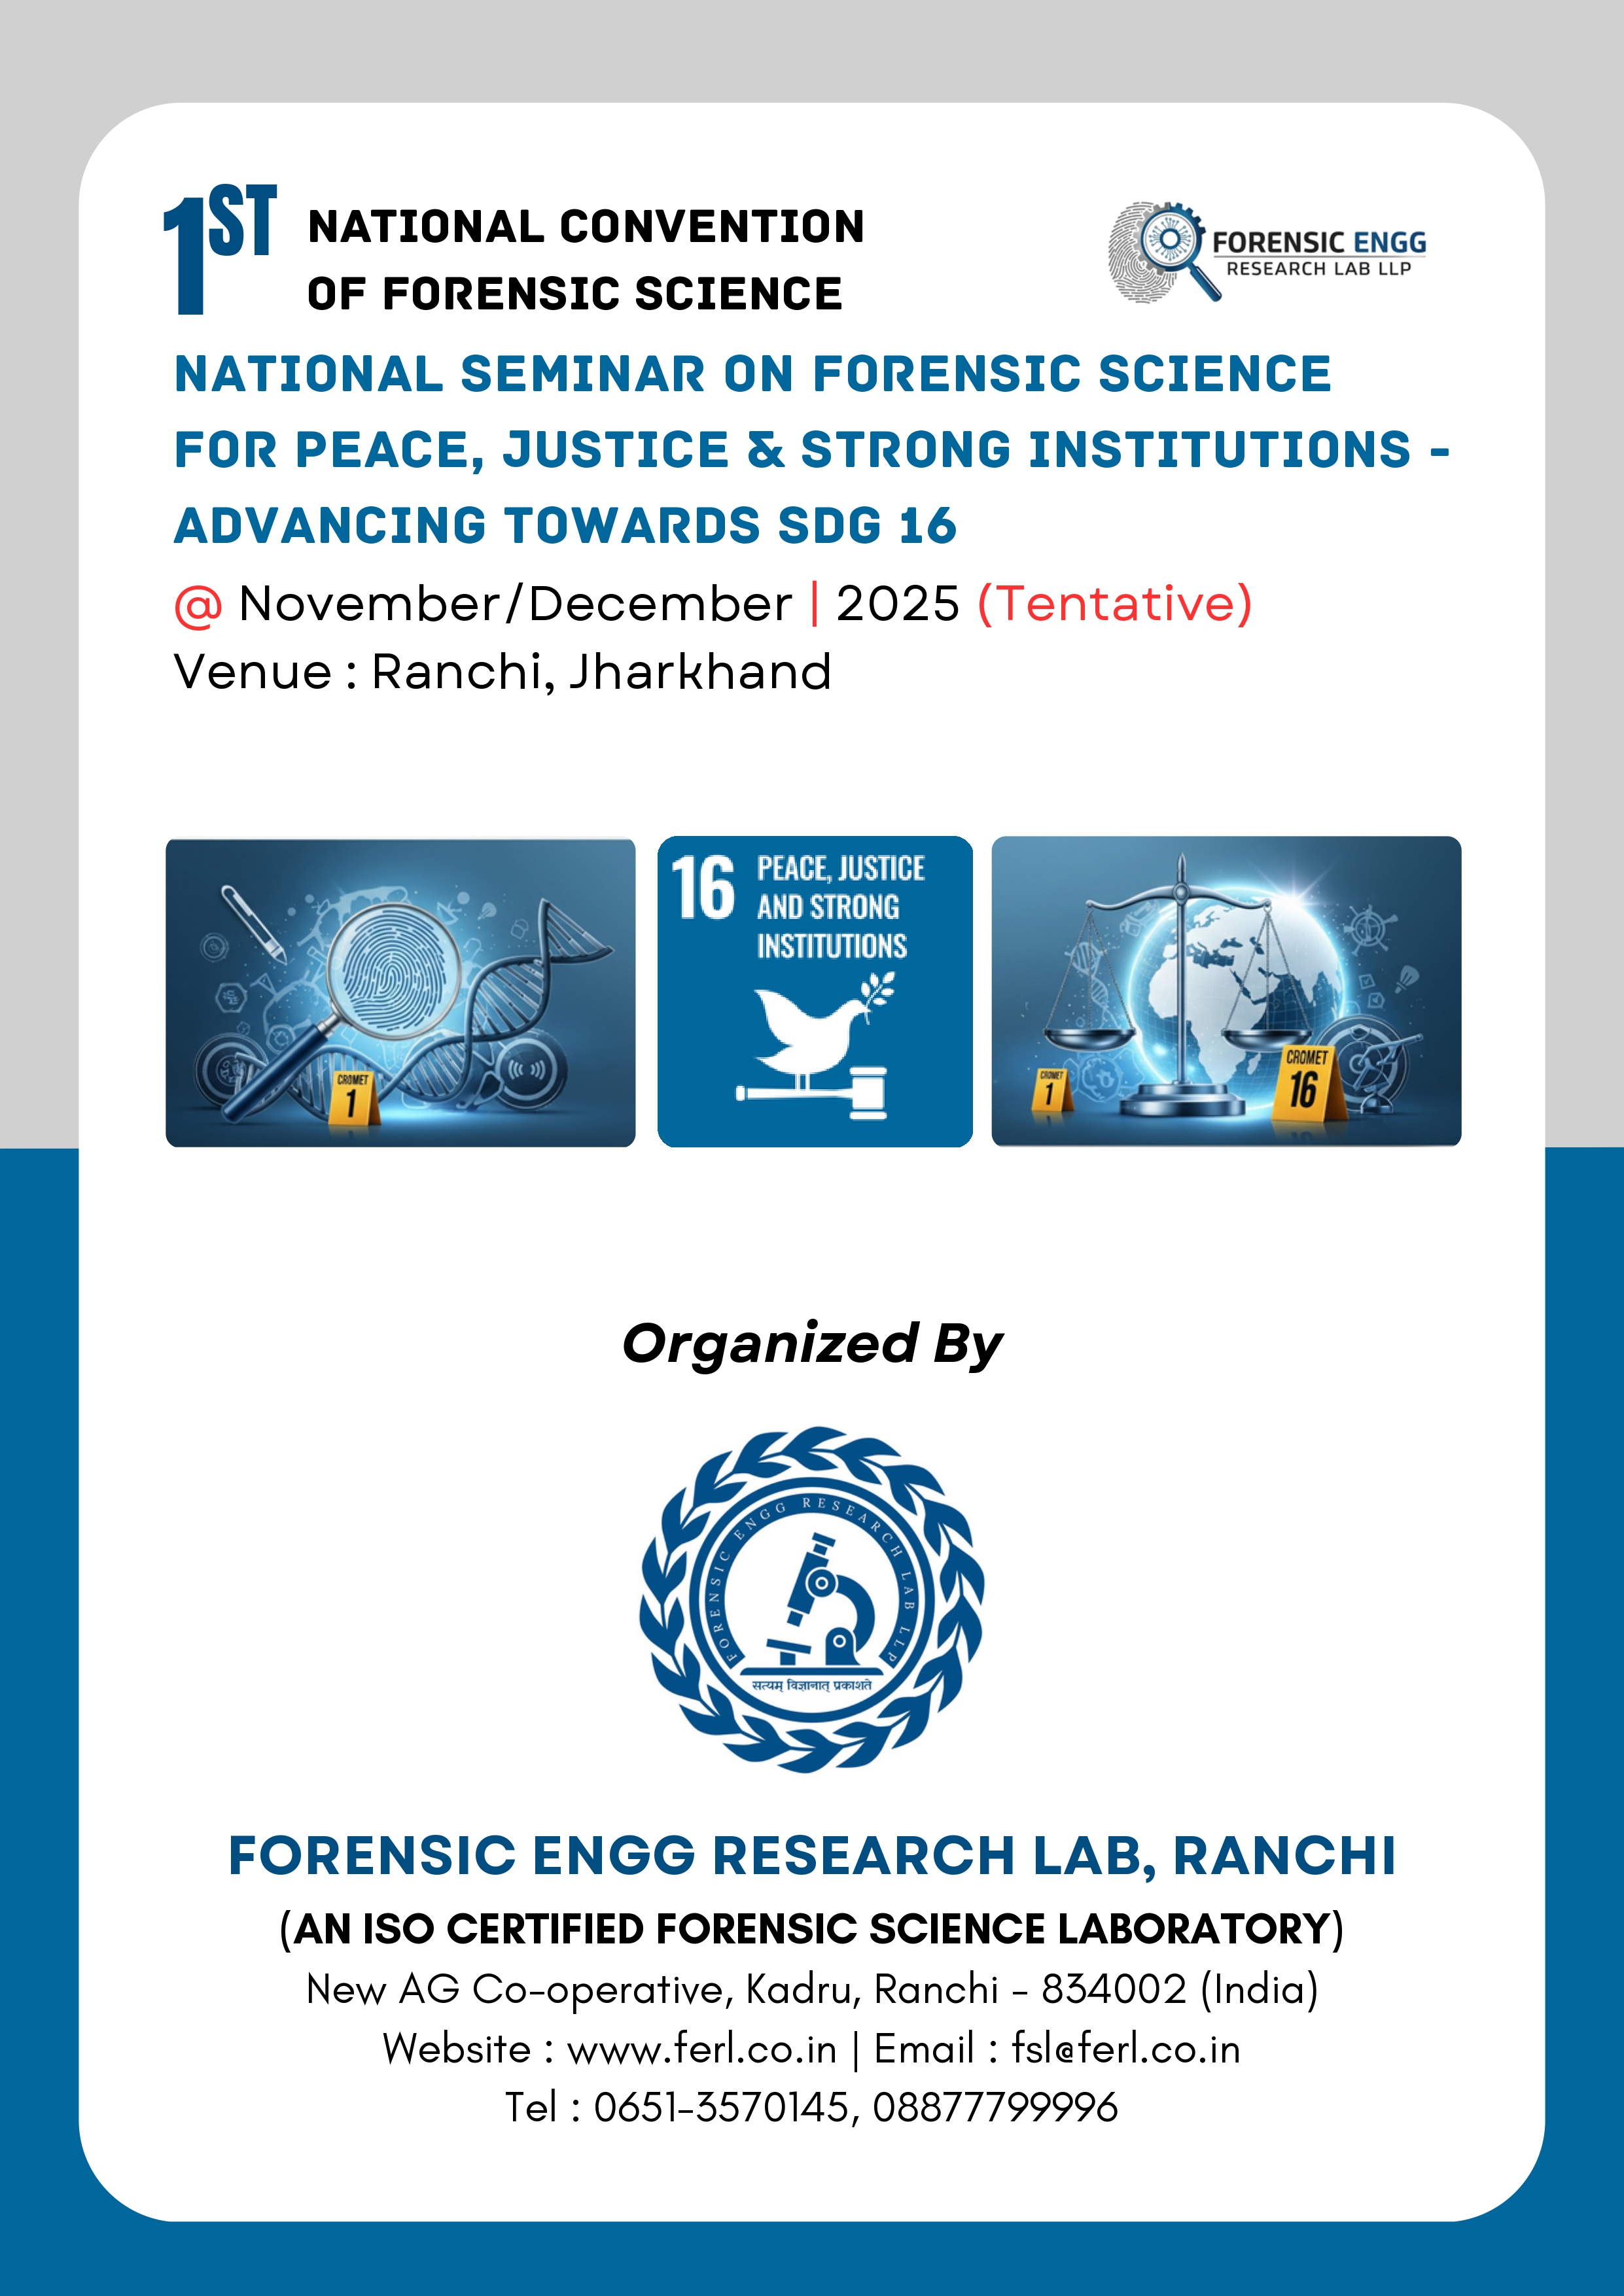 1ST
NATIONAL CONVENTION
OF FORENSIC SCIENCE
FORENSIC ENGG
RESEARCH LAB LLP
NATIONAL SEMINAR ON FORENSIC SCIENCE
FOR PEACE, JUSTICE & STRONG INSTITUTIONS -
ADVANCING TOWARDS SDG 16
@ November/December | 2025 (Tentative)
Venue : Ranchi, Jharkhand
CROMET
1
16 PEACE, JUSTICE
AND STRONG
INSTITUTIONS
CROMET
1
CROMET
16
Organized By
FORENSIC ENGG RESEARCH LAB LLP
सत्यम् विज्ञानात् प्रकाशते
FORENSIC ENGG RESEARCH LAB, RANCHI
(AN ISO CERTIFIED FORENSIC SCIENCE LABORATORY)
New AG Co-operative, Kadru, Ranchi - 834002 (India)
Website : www.ferl.co.in | Email : fsl@ferl.co.in
Tel : 0651-3570145, 08877799996